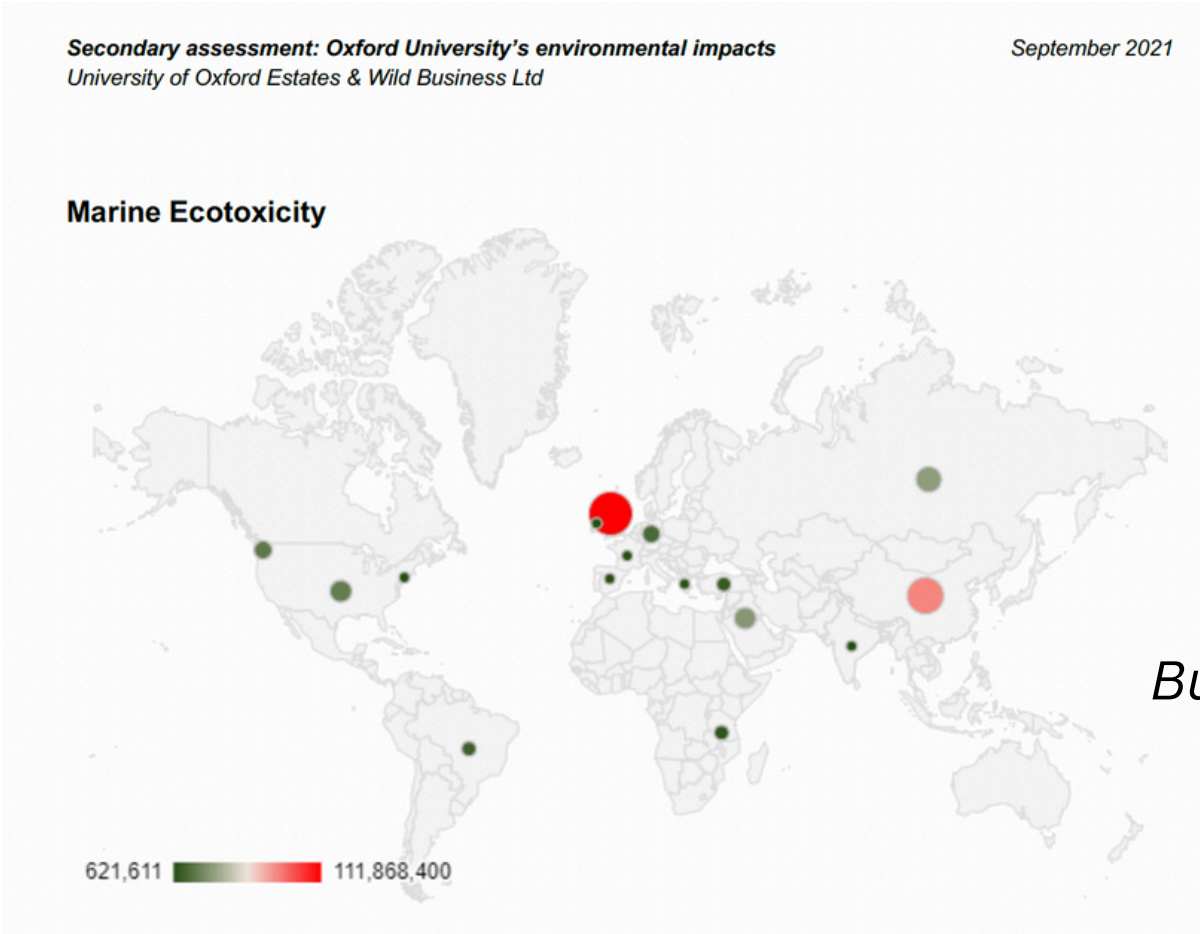 Secondary assessment: Oxford University's environmental impacts
September 2021
University of Oxford Estates & Wild Business Ltd
Marine Ecotoxicity
Bu
621,611
111,868,400